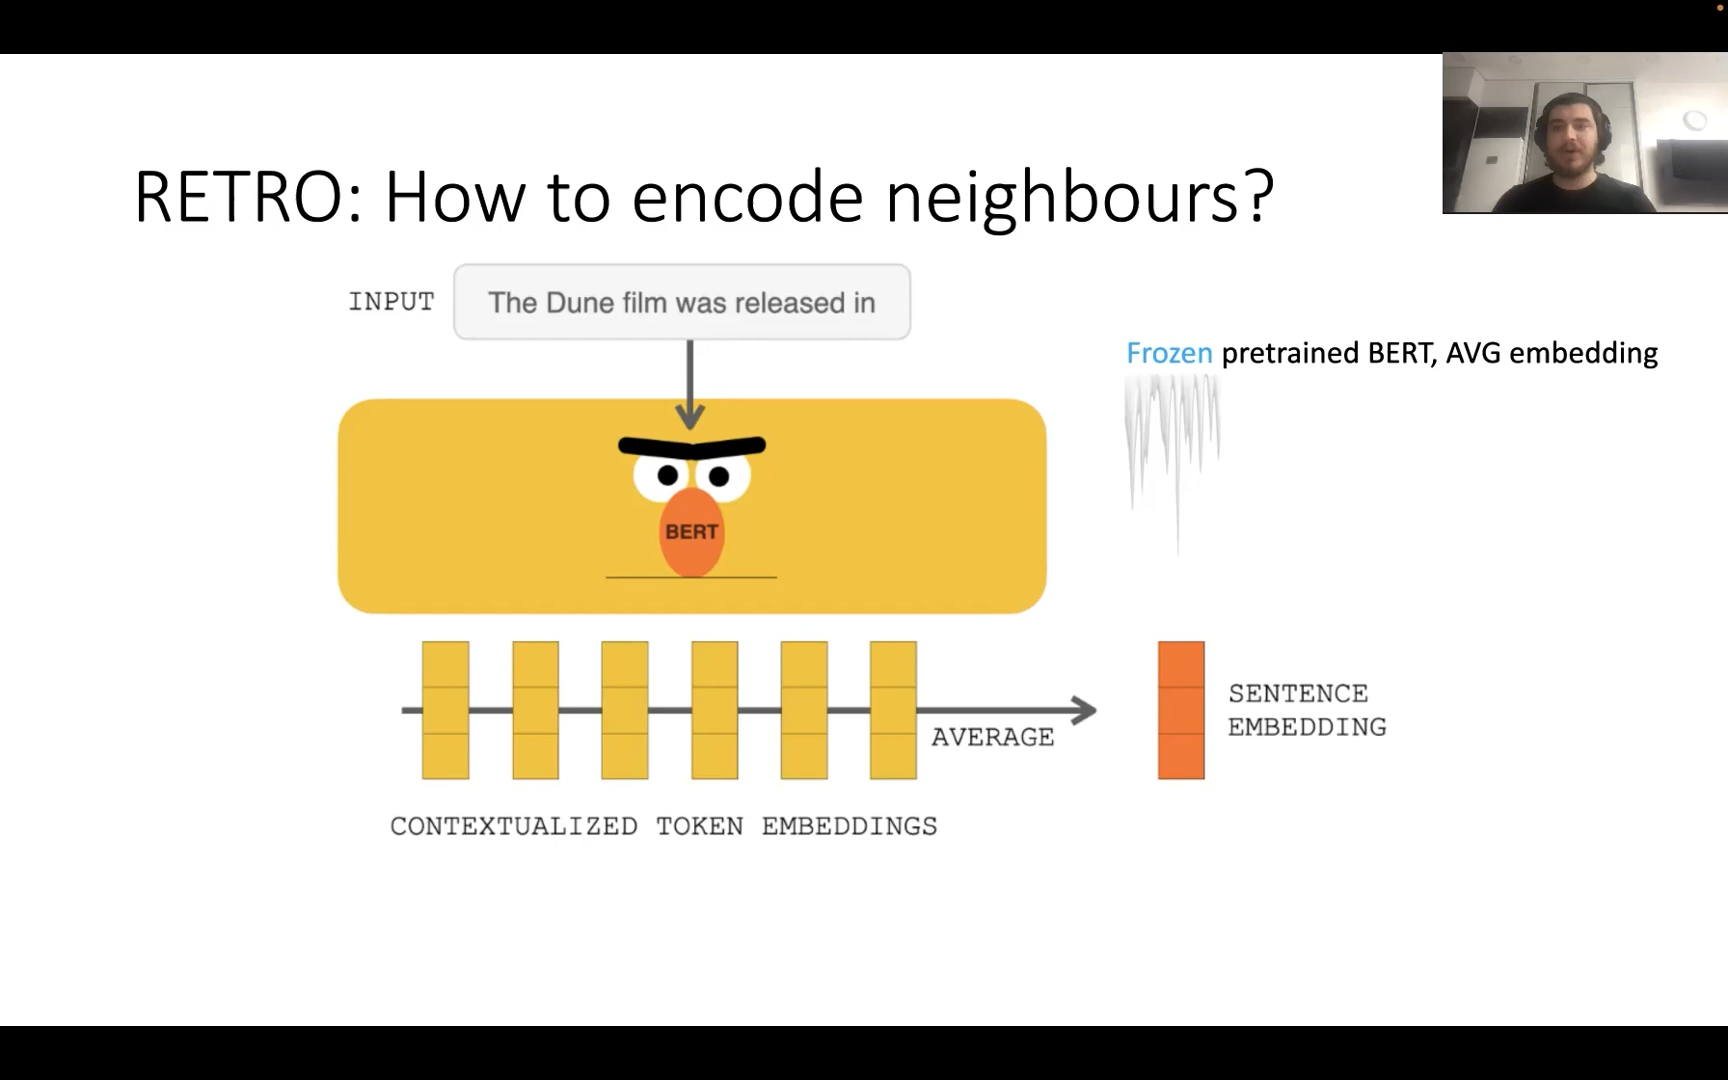 RETRO: How to encode neighbours?
INPUT
The Dune film was released in
Frozen pretrained BERT, AVG embedding
BERT
SENTENCE
EMBEDDING
AVERAGE
CONTEXTUALIZED TOKEN EMBEDDINGS